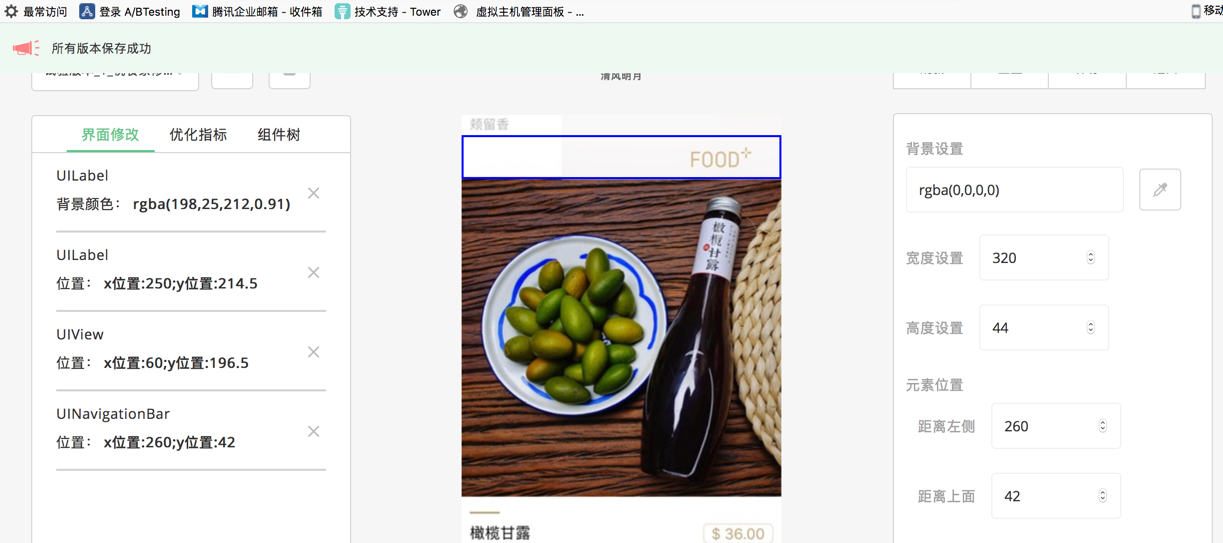 最常访问
登录 A/BTesting
腾讯企业邮箱 - 收件箱
技术支持 - Tower
虚拟主机管理面板 - ...
移动
所有版本保存成功
清风明月
界面修改
优化指标
组件树
UILabel
背景颜色： rgba(198,25,212,0.91)
UILabel
位置： x位置:250;y位置:214.5
UIView
位置： x位置:60;y位置:196.5
UINavigationBar
位置： x位置:260;y位置:42
颊留香
FOOD
橄榄甘露
橄榄甘露
$ 36.00
背景设置
rgba(0,0,0,0)
宽度设置 320
高度设置 44
元素位置
距离左侧 260
距离上面 42